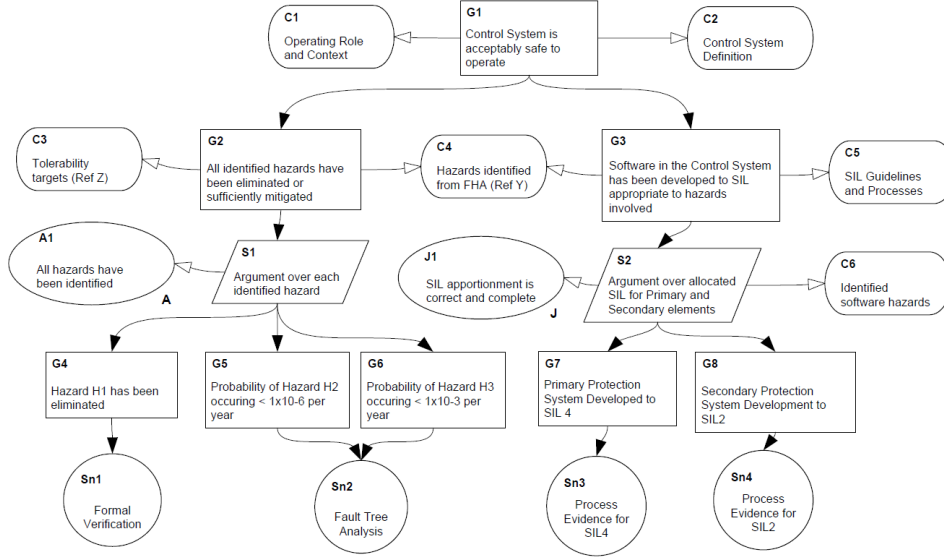 C1
Operating Role
and Context
G1
Control System is
acceptably safe to
operate
C2
Control System
Definition
C3
Tolerability
targets (Ref Z)
G2
All identified hazards have
been eliminated or
sufficiently mitigated
C4
Hazards identified
from FHA (Ref Y)
G3
Software in the Control System
has been developed to SIL
appropriate to hazards
involved
C5
SIL Guidelines
and Processes
A1
All hazards have
been identified
A
S1
Argument over each
identified hazard
J1
SIL apportionment is
correct and complete
J
S2
Argument over allocated
SIL for Primary and
Secondary elements
C6
Identified
software hazards
G4
Hazard H1 has been
eliminated
G5
Probability of Hazard H2
occuring < 1x10-6 per
year
G6
Probability of Hazard H3
occuring < 1x10-3 per
year
G7
Primary Protection
System Developed to
SIL 4
G8
Secondary Protection
System Development to
SIL2
Sn1
Formal
Verification
Sn2
Fault Tree
Analysis
Sn3
Process
Evidence for
SIL4
Sn4
Process
Evidence for
SIL2